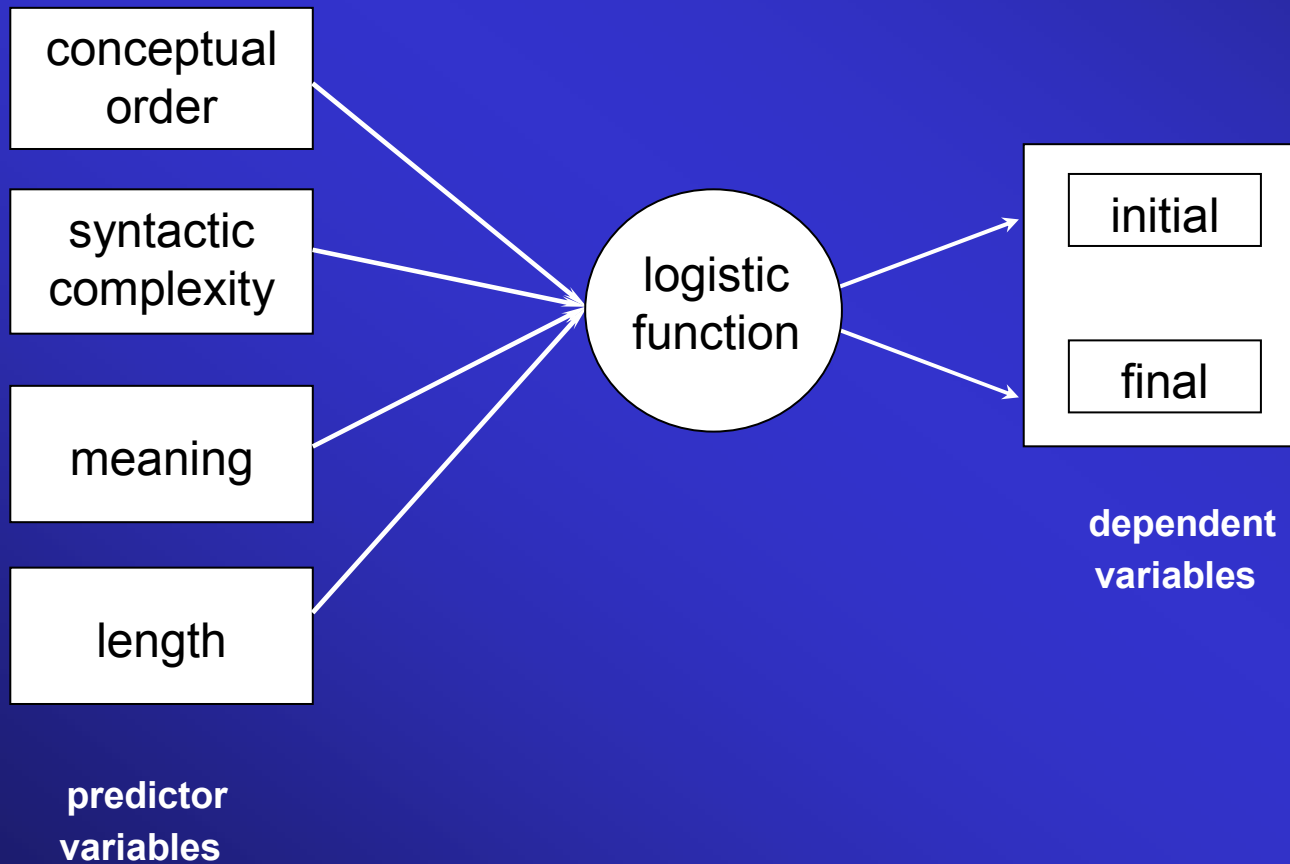 conceptual
order
syntactic
complexity
meaning
length
predictor
variables
logistic
function
initial
final
dependent
variables